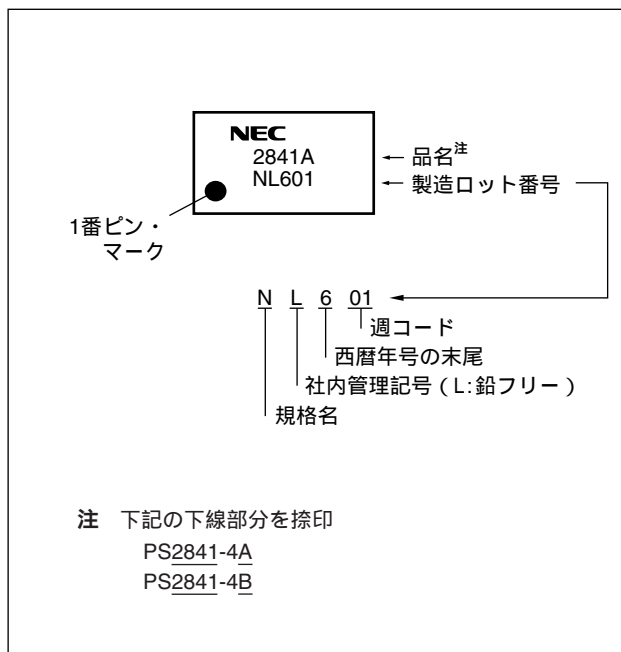 NEC
2841A
NL601
品名注
製造ロット番号
1番ピン・
マーク
N L 6 01
週コード
西暦年号の末尾
社内管理記号（L:鉛フリー）
規格名
注 下記の下線部分を捺印
PS2841-4A
PS2841-4B